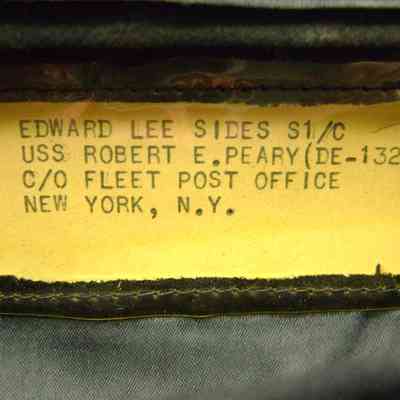 EDWARD LEE SIDES S1/C
USS ROBERT E.PEARY(DE-132
C/O FLEET POST OFFICE
NEW YORK, N.Y.